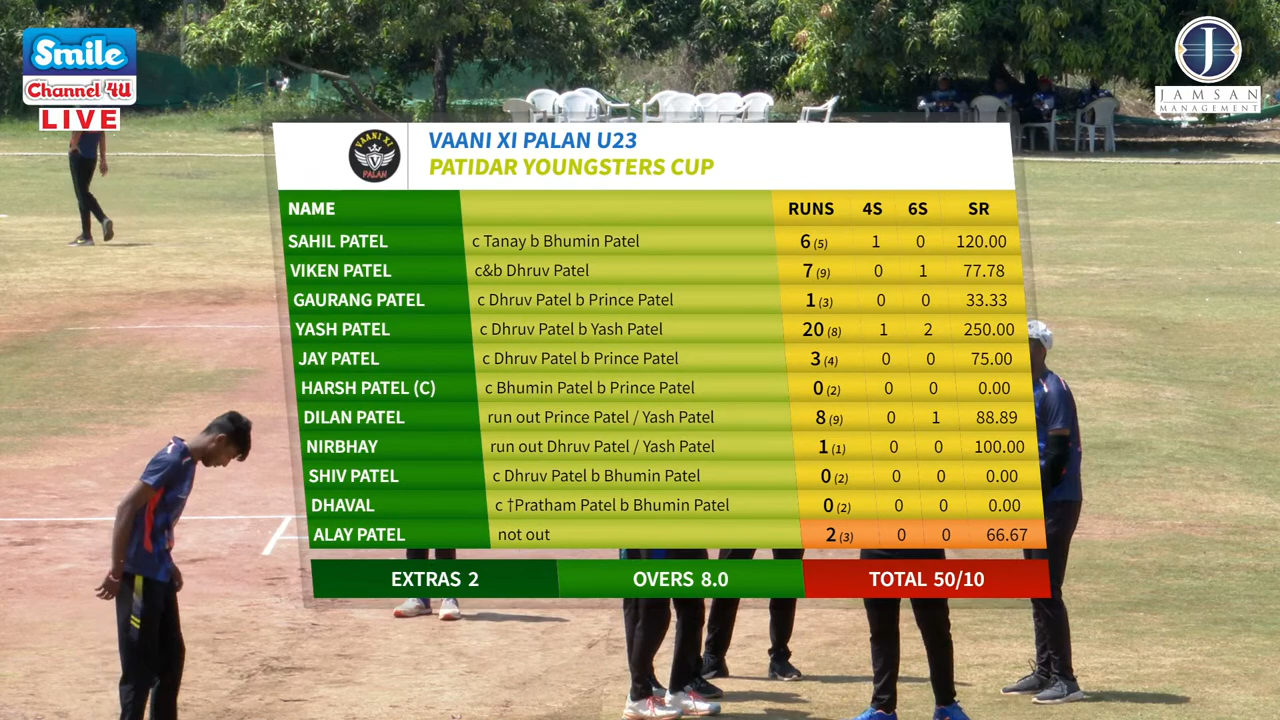 Smile
Channel 4U
LIVE
J
JAMSAN
MANAGEMENT
VAANI XI
PALAN
VAANI XI PALAN U23
PATIDAR YOUNGSTERS CUP
NAME RUNS 4S 6S SR
SAHIL PATEL c Tanay b Bhumin Patel 6 (5) 1 0 120.00
VIKEN PATEL c&b Dhruv Patel 7 (9) 0 1 77.78
GAURANG PATEL c Dhruv Patel b Prince Patel 1 (3) 0 0 33.33
YASH PATEL c Dhruv Patel b Yash Patel 20 (8) 1 2 250.00
JAY PATEL c Dhruv Patel b Prince Patel 3 (4) 0 0 75.00
HARSH PATEL (C) c Bhumin Patel b Prince Patel 0 (2) 0 0 0.00
DILAN PATEL run out Prince Patel / Yash Patel 8 (9) 0 1 88.89
NIRBHAY run out Dhruv Patel / Yash Patel 1 (1) 0 0 100.00
SHIV PATEL c Dhruv Patel b Bhumin Patel 0 (2) 0 0 0.00
DHAVAL c †Pratham Patel b Bhumin Patel 0 (2) 0 0 0.00
ALAY PATEL not out 2 (3) 0 0 66.67
EXTRAS 2 OVERS 8.0 TOTAL 50/10